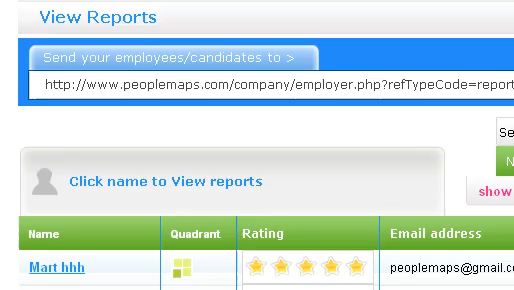 View Reports
Send your employees/candidates to >
http://www.peoplemaps.com/company/employer.php?refTypeCode=report
Se
N
show
Click name to View reports
Name Quadrant Rating Email address
Mart hhh peoplemaps@gmail.c